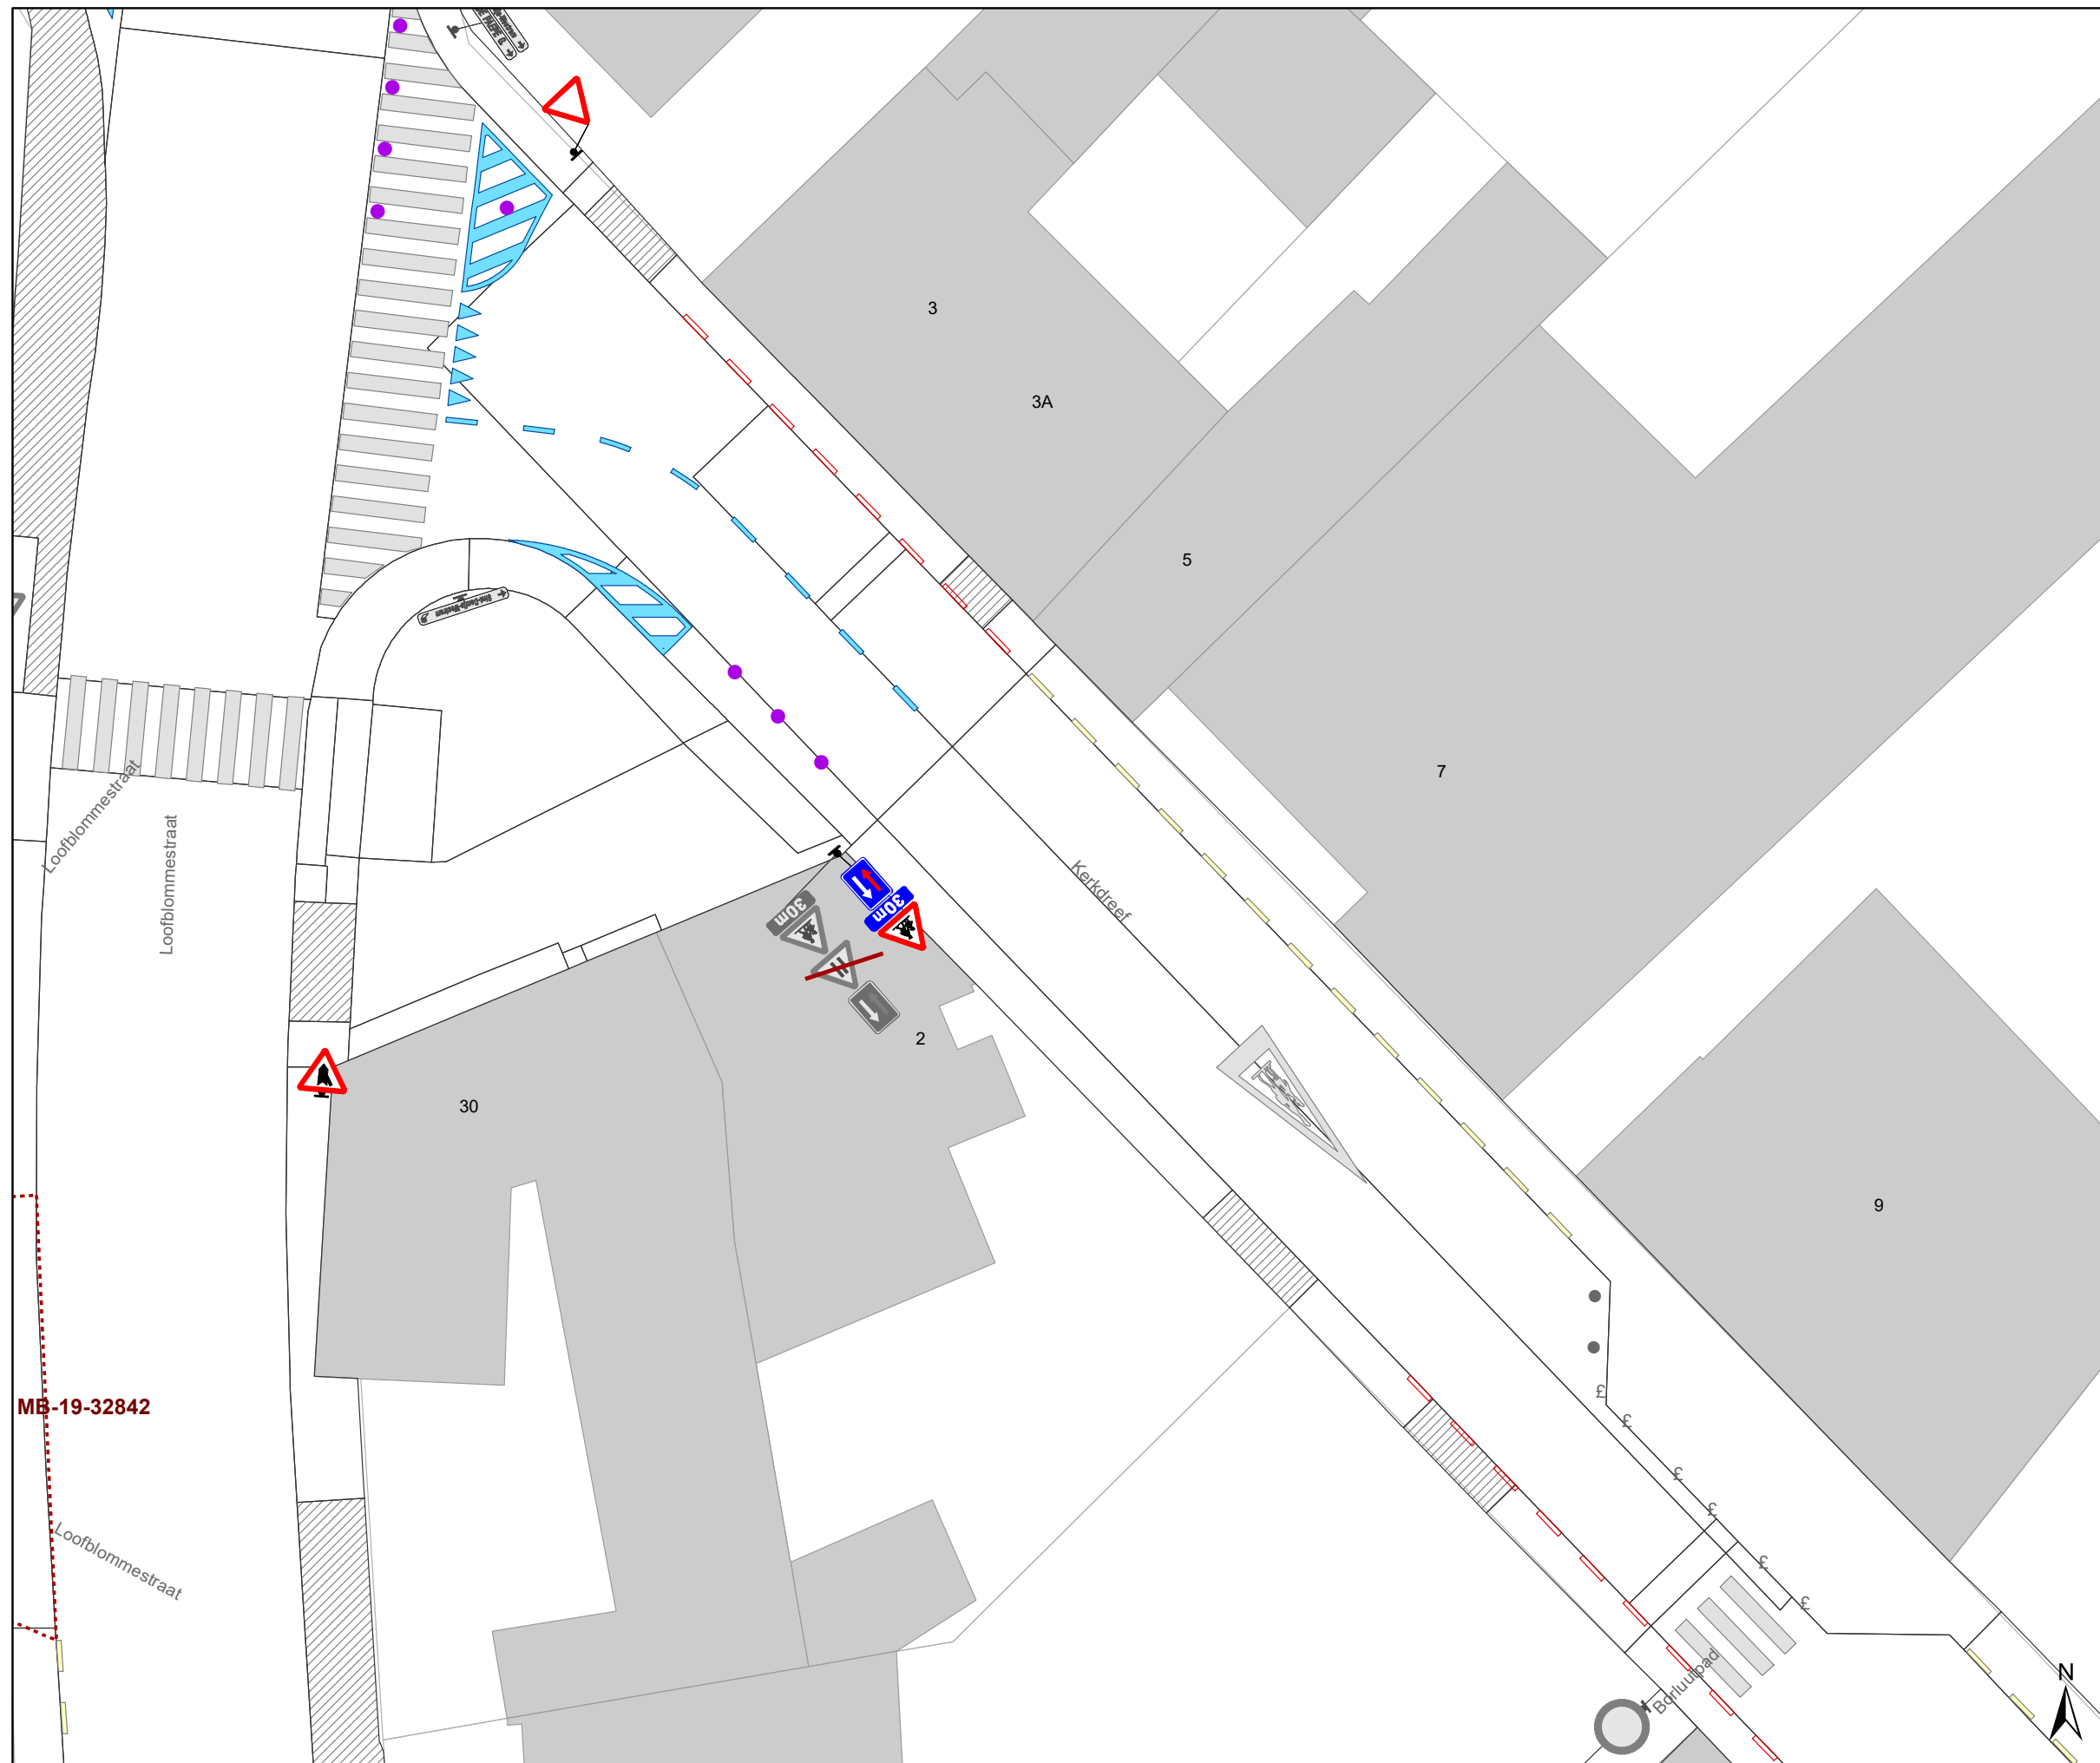 3
3A
5
7
Loofblommestraat
Loofblommestraat
Kerkdreef
30m
30m
2
30
9
MB-19-32842
Loofblommestraat
£
£
£
£
£
£
Borluutpad
N